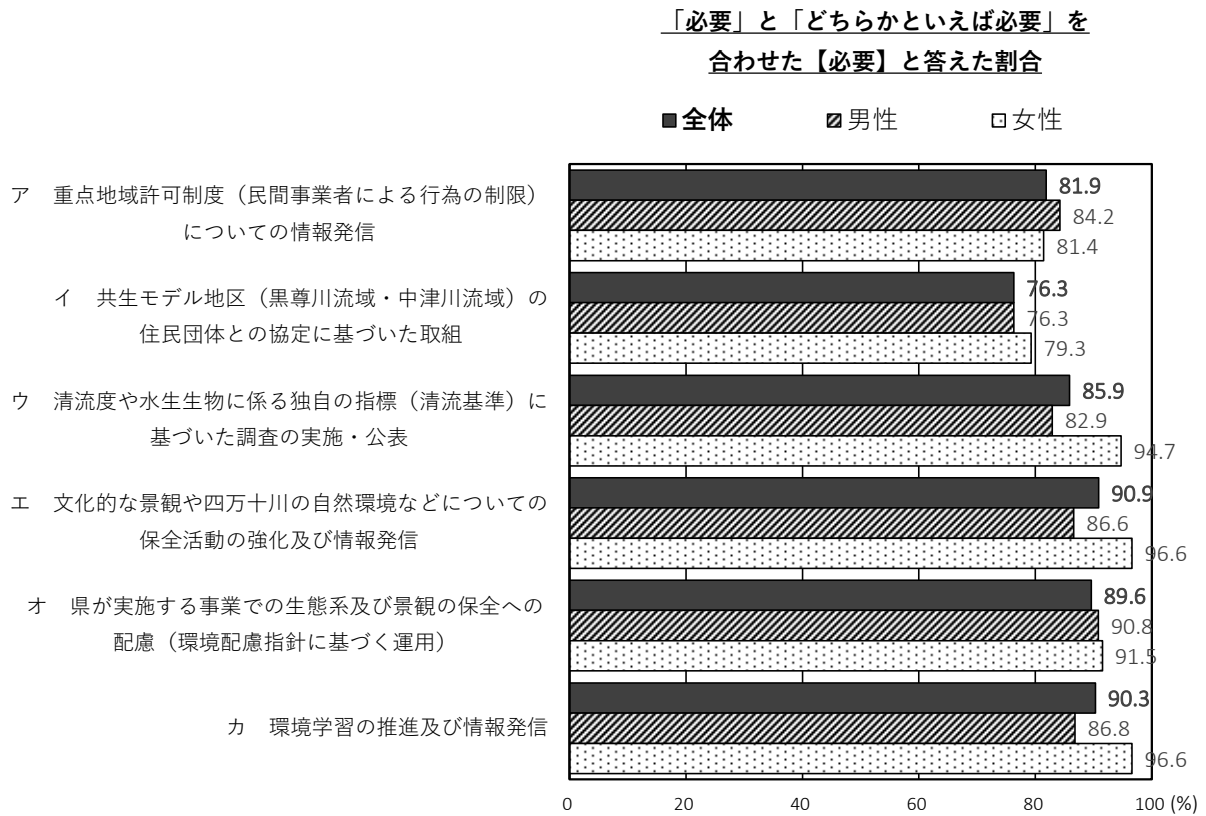 「必要」と「どちらかといえば必要」を
合わせた【必要】と答えた割合
■全体 男性 女性
ア 重点地域許可制度（民間事業者による行為の制限）
についての情報発信
81.9
84.2
81.4
イ 共生モデル地区（黒尊川流域・中津川流域）の
住民団体との協定に基づいた取組
76.3
76.3
79.3
ウ 清流度や水生生物に係る独自の指標（清流基準）に
基づいた調査の実施・公表
85.9
82.9
94.7
エ 文化的な景観や四万十川の自然環境などについての
保全活動の強化及び情報発信
90.9
86.6
96.6
オ 県が実施する事業での生態系及び景観の保全への
配慮（環境配慮指針に基づく運用）
89.6
90.8
91.5
カ 環境学習の推進及び情報発信
90.3
86.8
96.6
0 20 40 60 80 100 (%)